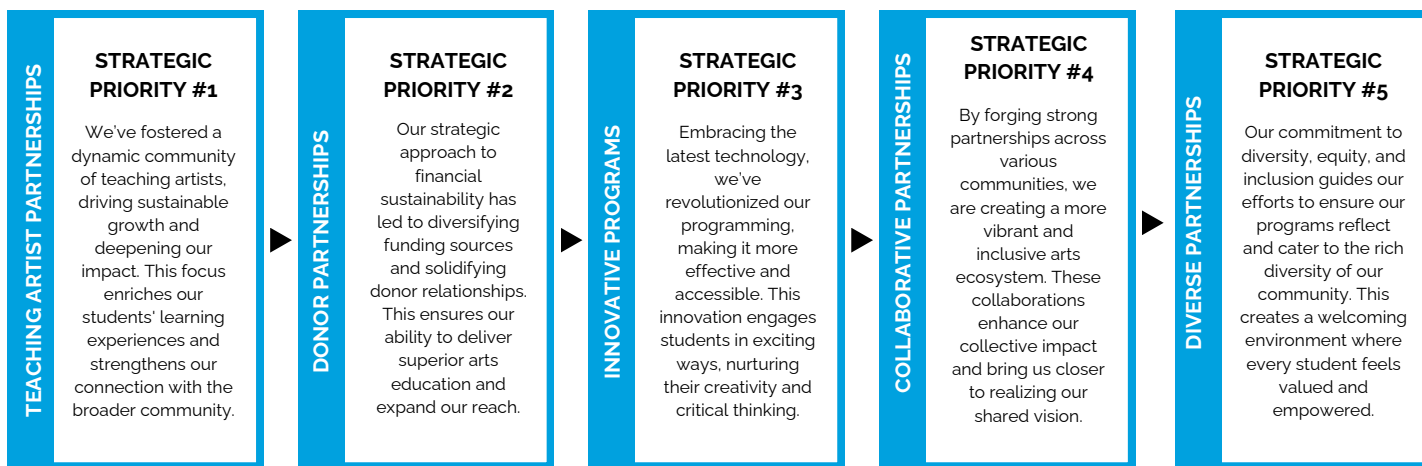 TEACHING ARTIST PARTNERSHIPS
STRATEGIC
PRIORITY #1
We've fostered a
dynamic community
of teaching artists,
driving sustainable
growth and
deepening our
impact. This focus
enriches our
students' learning
experiences and
strengthens our
connection with the
broader community.
DONOR PARTNERSHIPS
STRATEGIC
PRIORITY #2
Our strategic
approach to
financial
sustainability has
led to diversifying
funding sources
and solidifying
donor relationships.
This ensures our
ability to deliver
superior arts
education and
expand our reach.
INNOVATIVE PROGRAMS
STRATEGIC
PRIORITY #3
Embracing the
latest technology,
we've
revolutionized our
programming,
making it more
effective and
accessible. This
innovation engages
students in exciting
ways, nurturing
their creativity and
critical thinking.
COLLABORATIVE PARTNERSHIPS
STRATEGIC
PRIORITY #4
By forging strong
partnerships across
various
communities, we
are creating a more
vibrant and
inclusive arts
ecosystem. These
collaborations
enhance our
collective impact
and bring us closer
to realizing our
shared vision.
DIVERSE PARTNERSHIPS
STRATEGIC
PRIORITY #5
Our commitment to
diversity, equity, and
inclusion guides our
efforts to ensure our
programs reflect
and cater to the rich
diversity of our
community. This
creates a welcoming
environment where
every student feels
valued and
empowered.